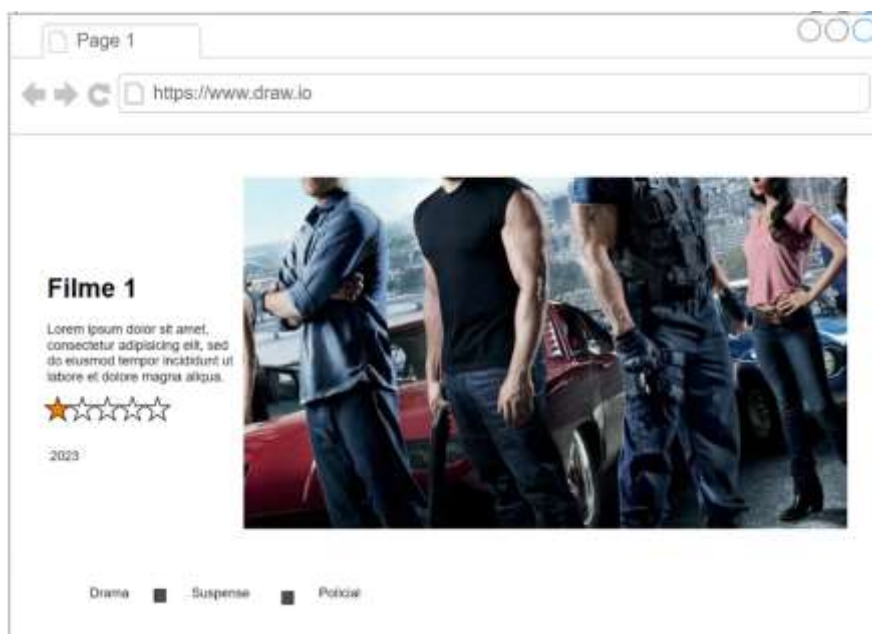 Page 1
https://www.draw.io
Filme 1
Lorem ipsum dolor sit amet,
consectetur adipisicing elit, sed
do eiusmod tempor incididunt ut
labore et dolore magna aliqua.
2023
Drama Suspense Policial